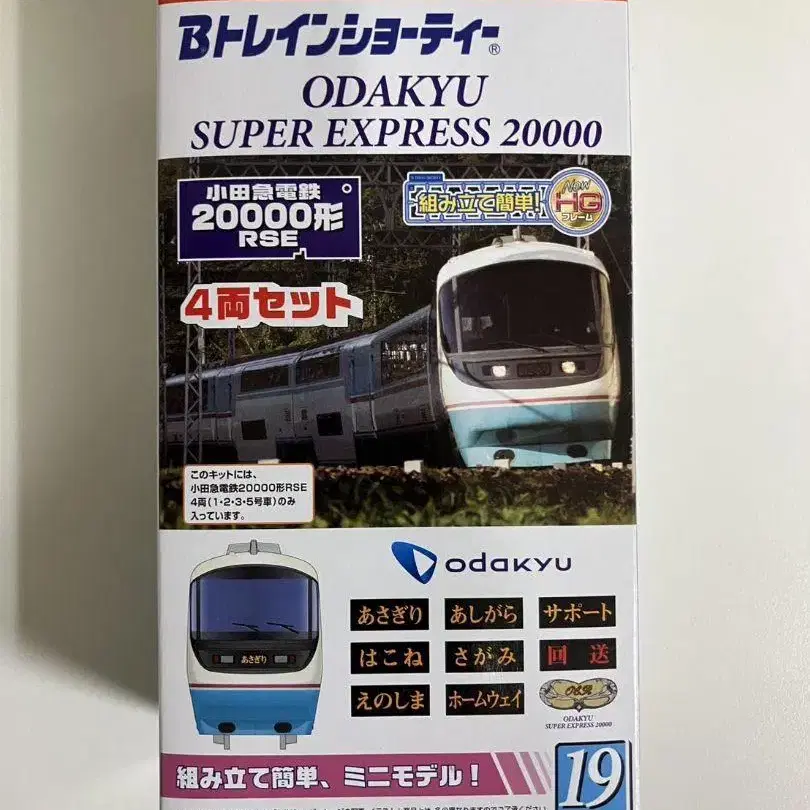 Bトレインショーティー®
ODAKYU
SUPER EXPRESS 20000
小田急電鉄
20000形
RSE
組み立て簡単!
New
HG
フレーム
4両セット
このキットには、
小田急電鉄20000形RSE
4両(1・2・3・5号車)のみ
入っています。
odakyu
あさぎり
あしがら
サポート
はこね
さがみ
回送
えのしま
ホームウェイ
ODAKYU
SUPER EXPRESS 20000
あさぎり
組み立て簡単、ミニモデル!
19